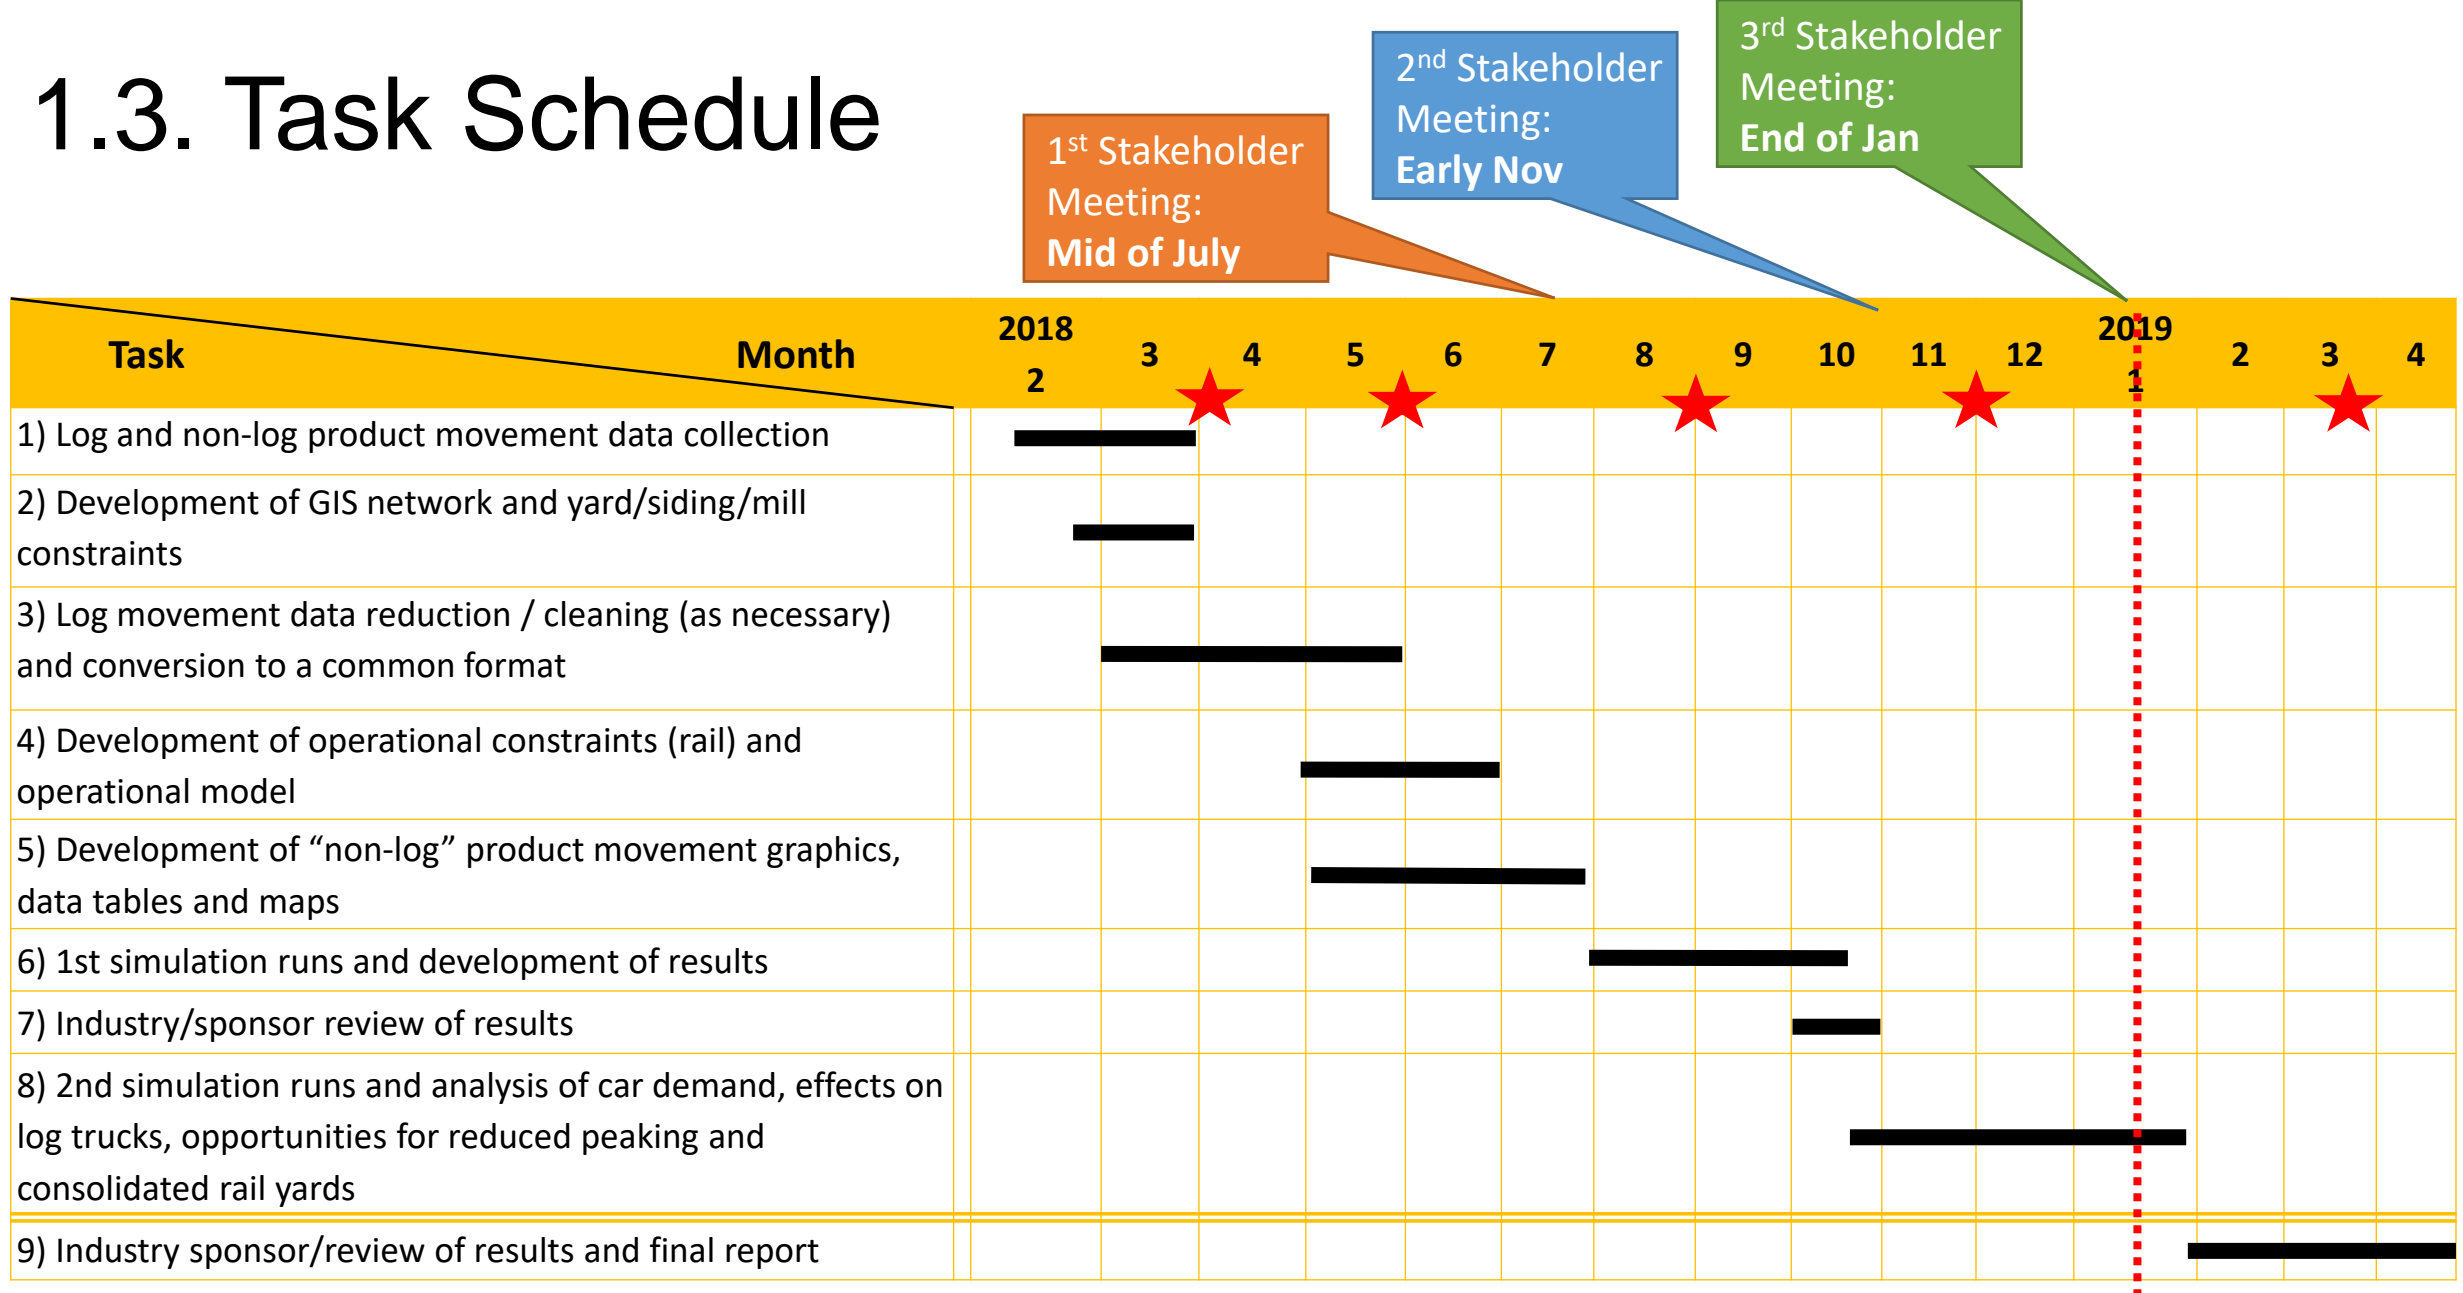 1.3. Task Schedule
1st Stakeholder
Meeting:
Mid of July
2nd Stakeholder
Meeting:
Early Nov
3rd Stakeholder
Meeting:
End of Jan
Task Month 2018 2 3 4 5 6 7 8 9 10 11 12 2019 1 2 3 4
1) Log and non-log product movement data collection
2) Development of GIS network and yard/siding/mill
constraints
3) Log movement data reduction / cleaning (as necessary)
and conversion to a common format
4) Development of operational constraints (rail) and
operational model
5) Development of “non-log” product movement graphics,
data tables and maps
6) 1st simulation runs and development of results
7) Industry/sponsor review of results
8) 2nd simulation runs and analysis of car demand, effects on
log trucks, opportunities for reduced peaking and
consolidated rail yards
9) Industry sponsor/review of results and final report